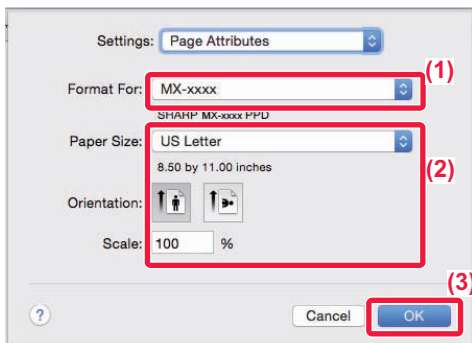 Settings: Page Attributes
(1)
Format For: MX-xxxx
SHARP MX-xxxx PPD
Paper Size: US Letter
8.50 by 11.00 inches
(2)
Orientation:
Scale: 100 %
(3)
? Cancel OK